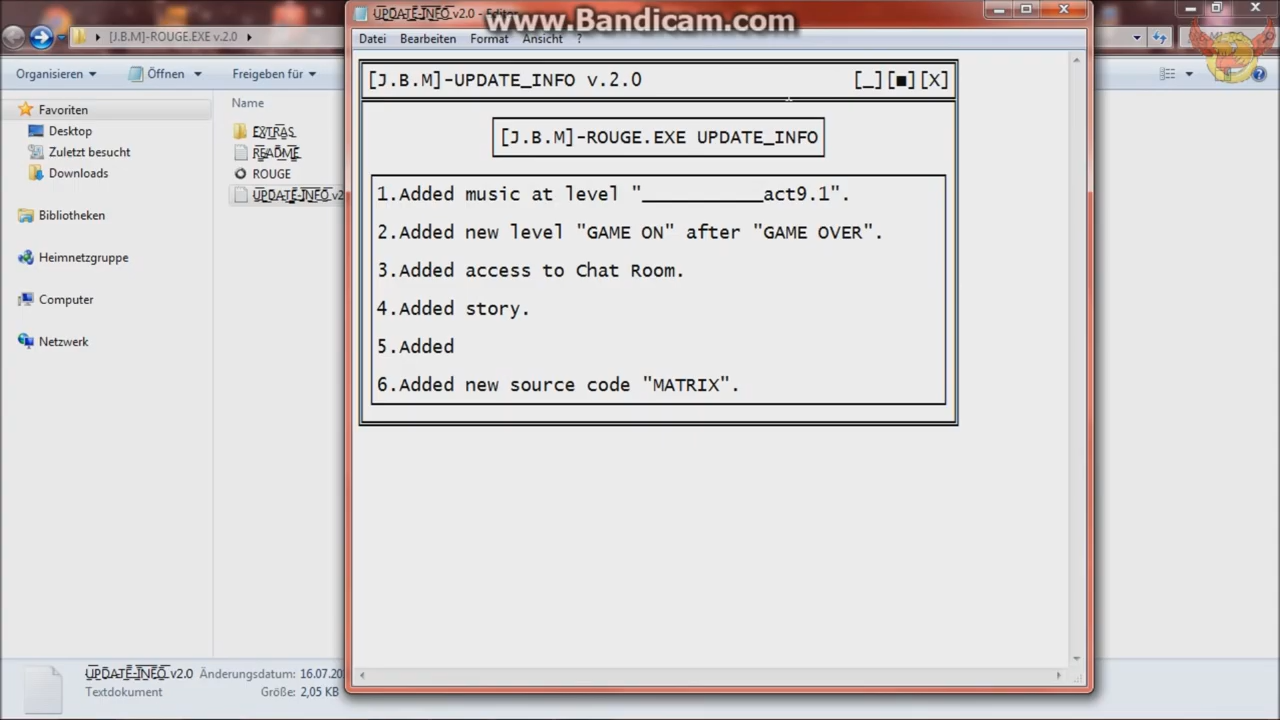 www.Bandicam.com
UPDATE-INFO v2.0 - Editor
[J.B.M]-ROUGE.EXE v.2.0
Datei Bearbeiten Format Ansicht ?
Organisieren Öffnen Freigeben für
Favoriten
Desktop
Zuletzt besucht
Downloads
Bibliotheken
Heimnetzgruppe
Computer
Netzwerk
Name
EXTRAS
README
ROUGE
UPDATE-INFO v2
[J.B.M]-UPDATE_INFO v.2.0 [_][■][X]
[J.B.M]-ROUGE.EXE UPDATE_INFO
1.Added music at level "___________act9.1".
2.Added new level "GAME ON" after "GAME OVER".
3.Added access to Chat Room.
4.Added story.
5.Added
6.Added new source code "MATRIX".
UPDATE-INFO v2.0 Änderungsdatum: 16.07.20
Textdokument Größe: 2,05 KB